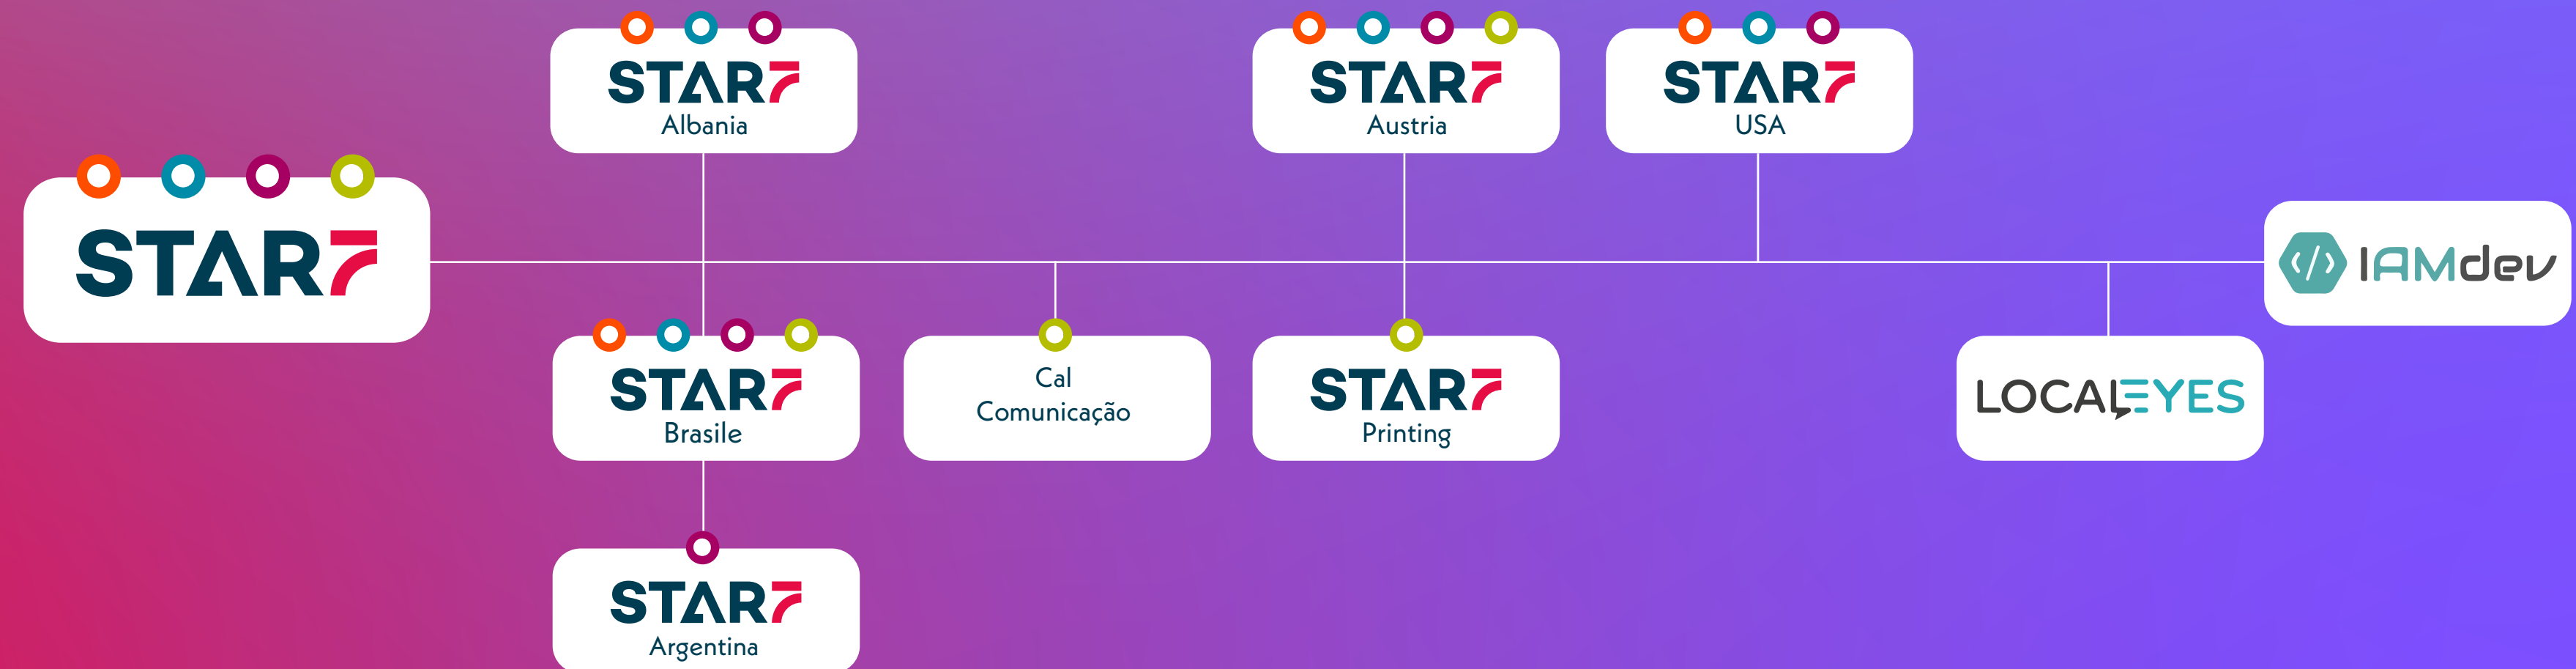 STAR7
Albania
STAR7
Austria
STAR7
USA
STAR7
IAMdev
STAR7
Brasile
Cal
Comunicação
STAR7
Printing
LOCALEYES
STAR7
Argentina